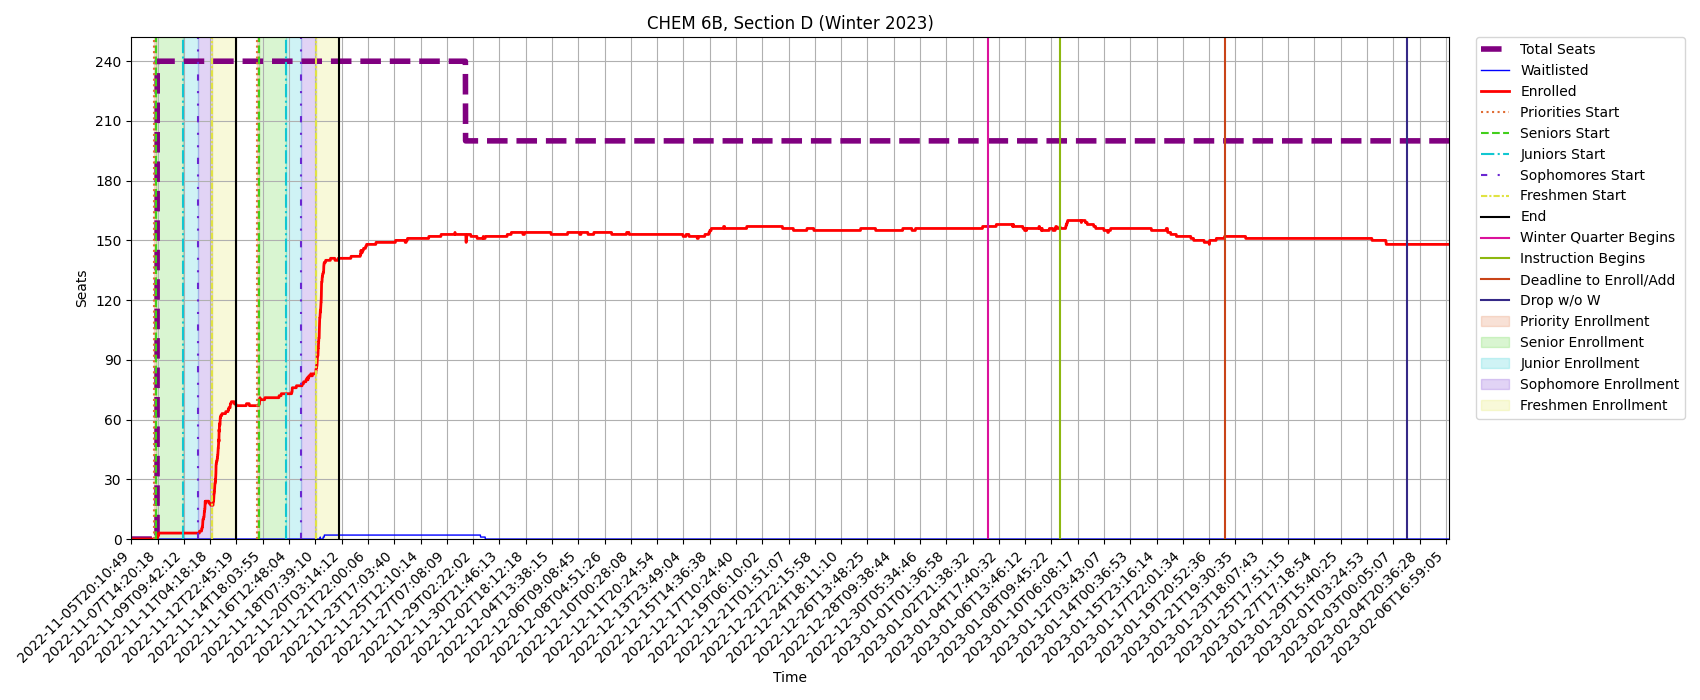 CHEM 6B, Section D (Winter 2023)
240
210
180
150
120
90
60
30
0
Seats
2022-11-05T20:10:49
2022-11-07T14:20:18
2022-11-09T09:42:12
2022-11-11T04:18:18
2022-11-12T22:45:19
2022-11-14T18:03:55
2022-11-16T12:48:04
2022-11-18T07:39:10
2022-11-20T03:14:12
2022-11-21T22:00:06
2022-11-23T17:03:40
2022-11-25T12:10:14
2022-11-27T07:08:09
2022-11-29T02:22:02
2022-11-30T21:46:13
2022-12-02T18:12:18
2022-12-04T13:38:15
2022-12-06T09:08:45
2022-12-08T04:51:26
2022-12-10T00:28:08
2022-12-11T20:24:54
2022-12-13T23:49:04
2022-12-15T14:36:38
2022-12-17T10:24:40
2022-12-19T06:10:02
2022-12-21T01:51:07
2022-12-22T22:15:58
2022-12-24T18:11:10
2022-12-26T13:48:25
2022-12-28T09:38:44
2022-12-30T05:34:46
2023-01-01T01:36:58
2023-01-02T21:38:32
2023-01-04T17:40:32
2023-01-06T13:46:12
2023-01-08T09:45:22
2023-01-10T06:08:17
2023-01-12T03:43:07
2023-01-14T00:36:53
2023-01-15T23:16:14
2023-01-17T22:01:34
2023-01-19T20:52:36
2023-01-21T19:30:35
2023-01-23T18:07:43
2023-01-25T17:51:15
2023-01-27T17:18:54
2023-01-29T15:40:25
2023-02-01T03:24:53
2023-02-03T00:05:07
2023-02-04T20:36:28
2023-02-06T16:59:05
Time
Total Seats
Waitlisted
Enrolled
Priorities Start
Seniors Start
Juniors Start
Sophomores Start
Freshmen Start
End
Winter Quarter Begins
Instruction Begins
Deadline to Enroll/Add
Drop w/o W
Priority Enrollment
Senior Enrollment
Junior Enrollment
Sophomore Enrollment
Freshmen Enrollment